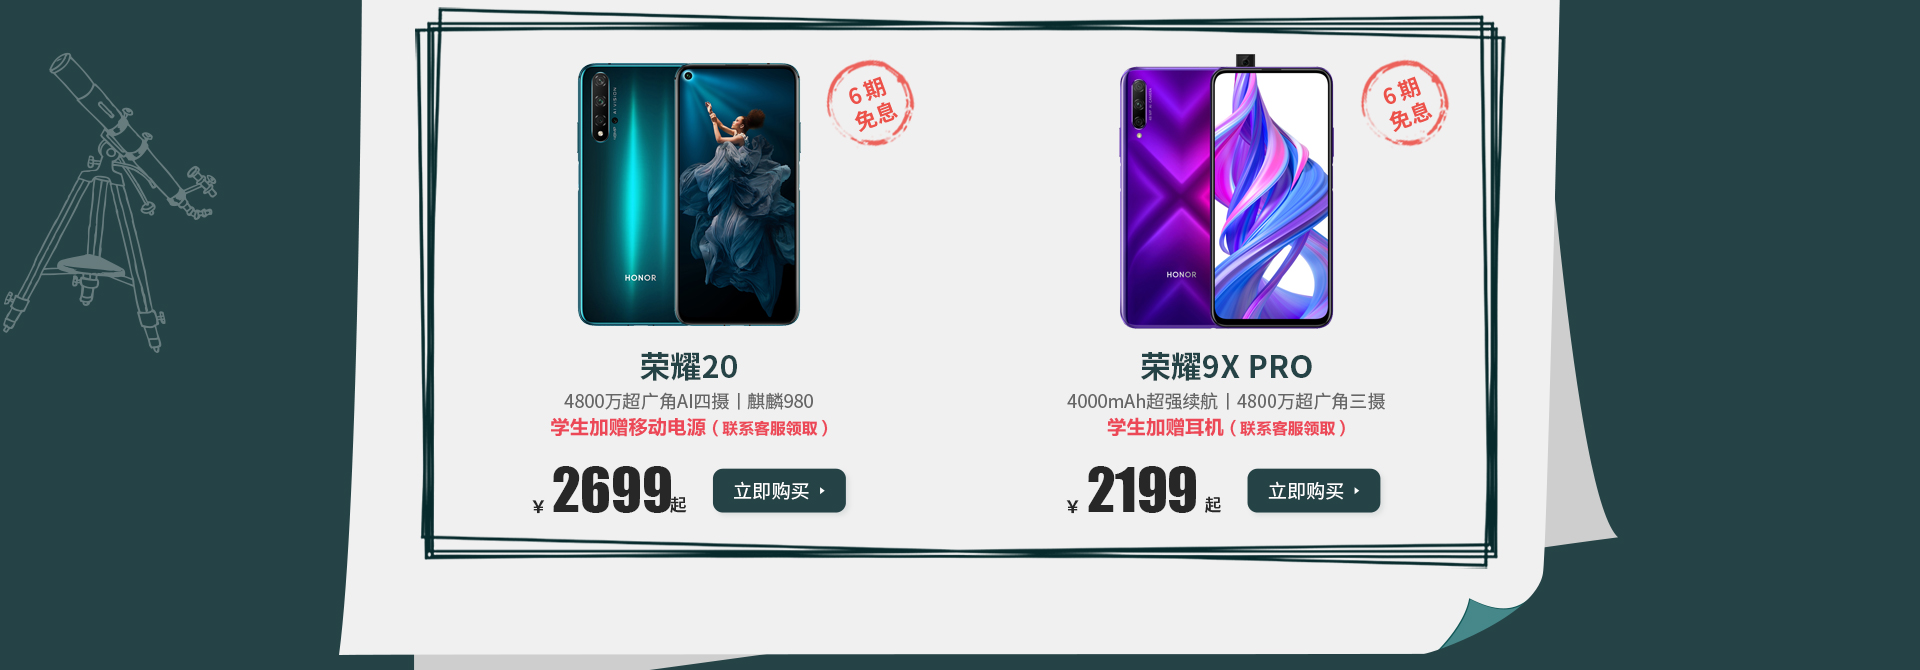 6期
免息
HONOR
荣耀20
4800万超广角AI四摄丨麒麟980
学生加赠移动电源（联系客服领取）
¥ 2699起
立即购买
6期
免息
HONOR
荣耀9X PRO
4000mAh超强续航丨4800万超广角三摄
学生加赠耳机（联系客服领取）
¥ 2199 起
立即购买